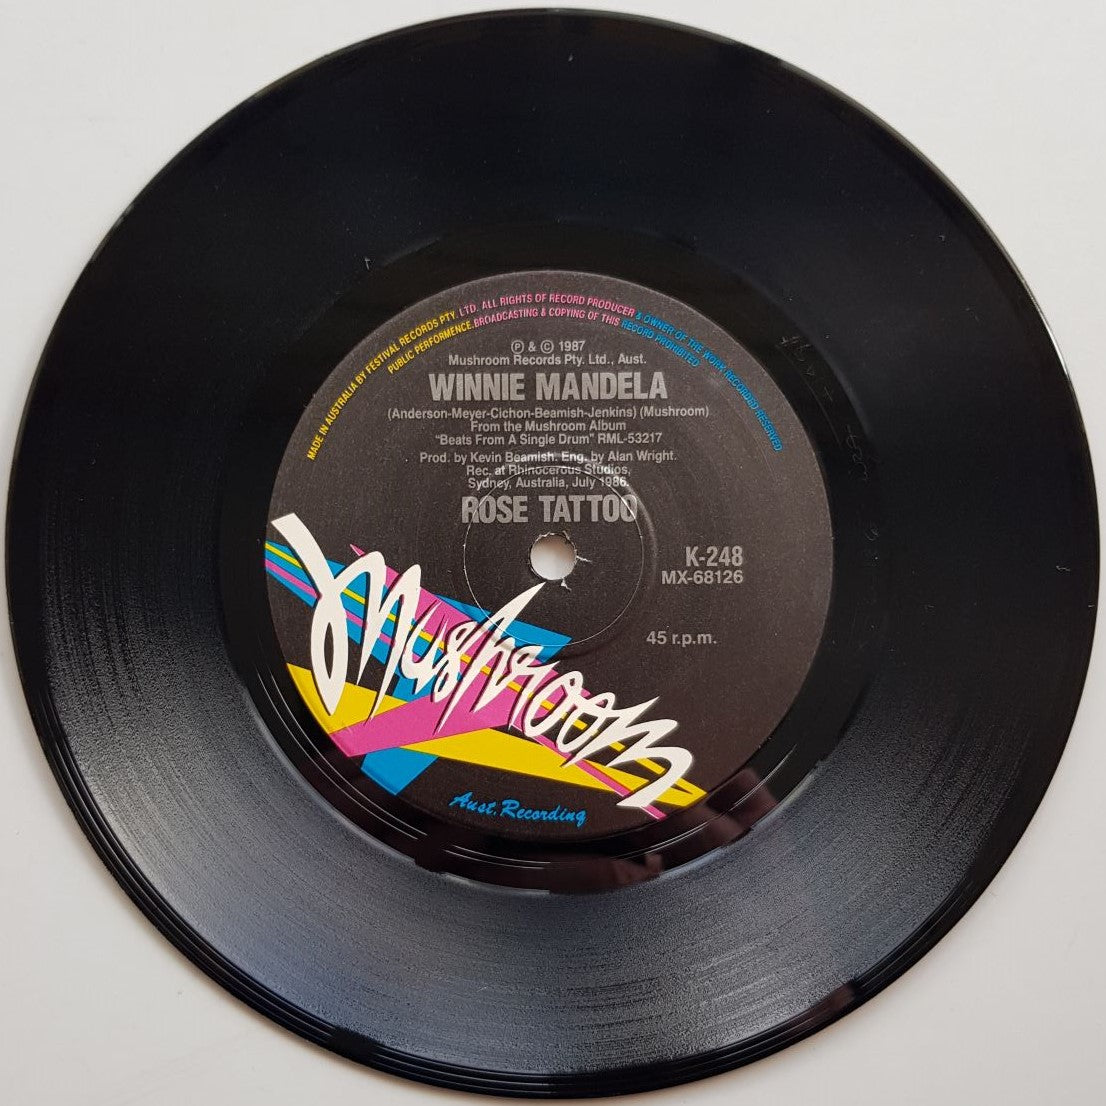 MADE IN AUSTRALIA BY FESTIVAL RECORDS PTY. LTD. ALL RIGHTS OF RECORD PRODUCER & OWNER OF THE WORK RECORDED RESERVED
PUBLIC PERFORMENCE.BROADCASTING & COPYING OF THIS RECORD PROHIBITED
Ⓟ & © 1987
Mushroom Records Pty. Ltd., Aust.
WINNIE MANDELA
(Anderson-Meyer-Cichon-Beamish-Jenkins) (Mushroom)
From the Mushroom Album
"Beats From A Single Drum" RML-53217
Prod. by Kevin Beamish. Eng. by Alan Wright.
Rec. at Rhinocerous Studios,
Sydney, Australia, July 1986.
ROSE TATTOO
K-248
MX-68126
45 r.p.m.
Mushroom
Aust. Recording